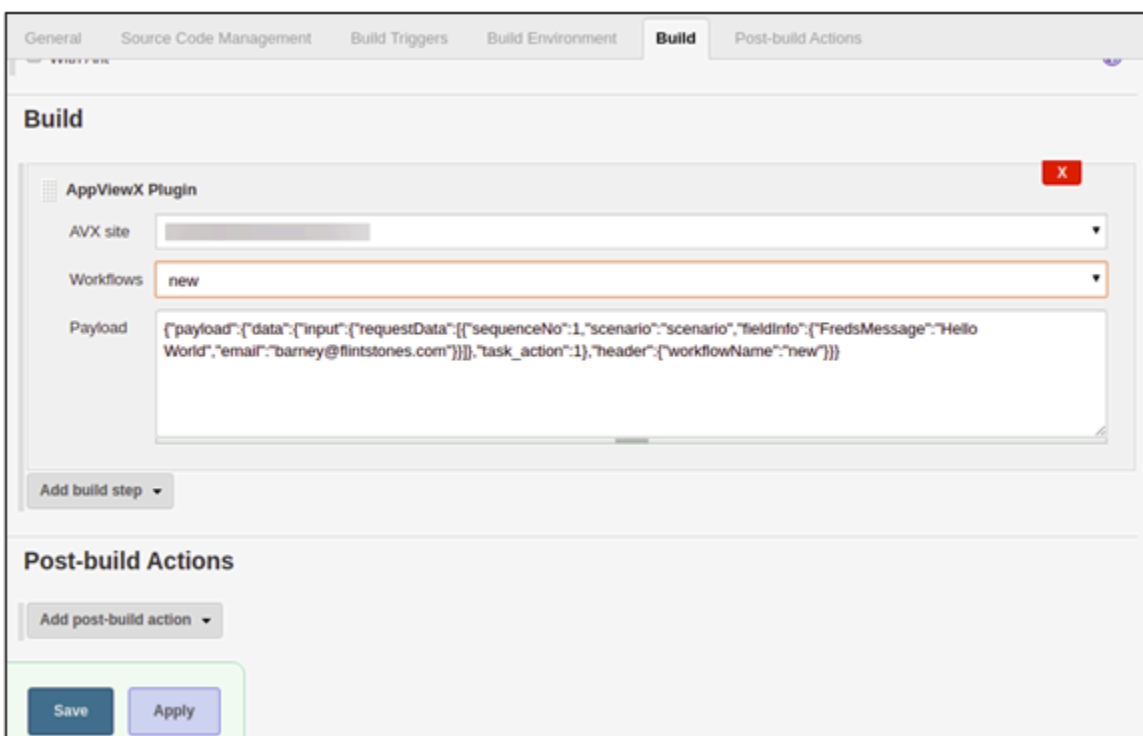 General Source Code Management Build Triggers Build Environment Build Post-build Actions
With Ant
Build
X
AppViewX Plugin
AVX site
Workflows new
Payload {"payload":{"data":{"input":{"requestData":[{"sequenceNo":1,"scenario":"scenario","fieldInfo":{"FredsMessage":"Hello
World","email":"barney@flintstones.com"}}]},"task_action":1},"header":{"workflowName":"new"}}}
Add build step
Post-build Actions
Add post-build action
Save Apply